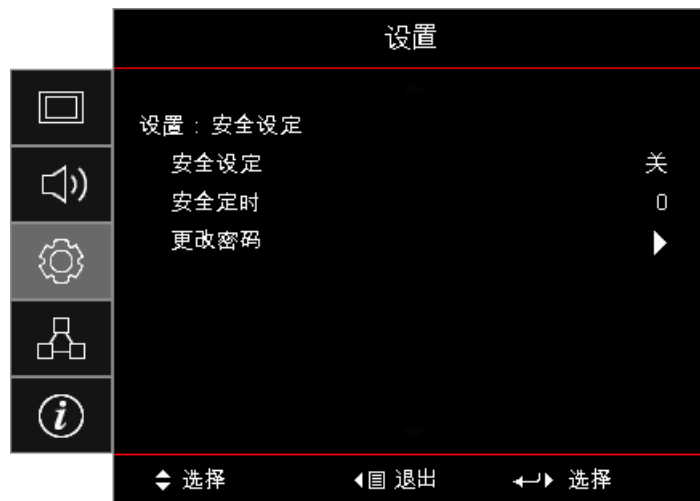 设置
设置：安全设定
安全设定 关
安全定时 0
更改密码
选择 退出 选择